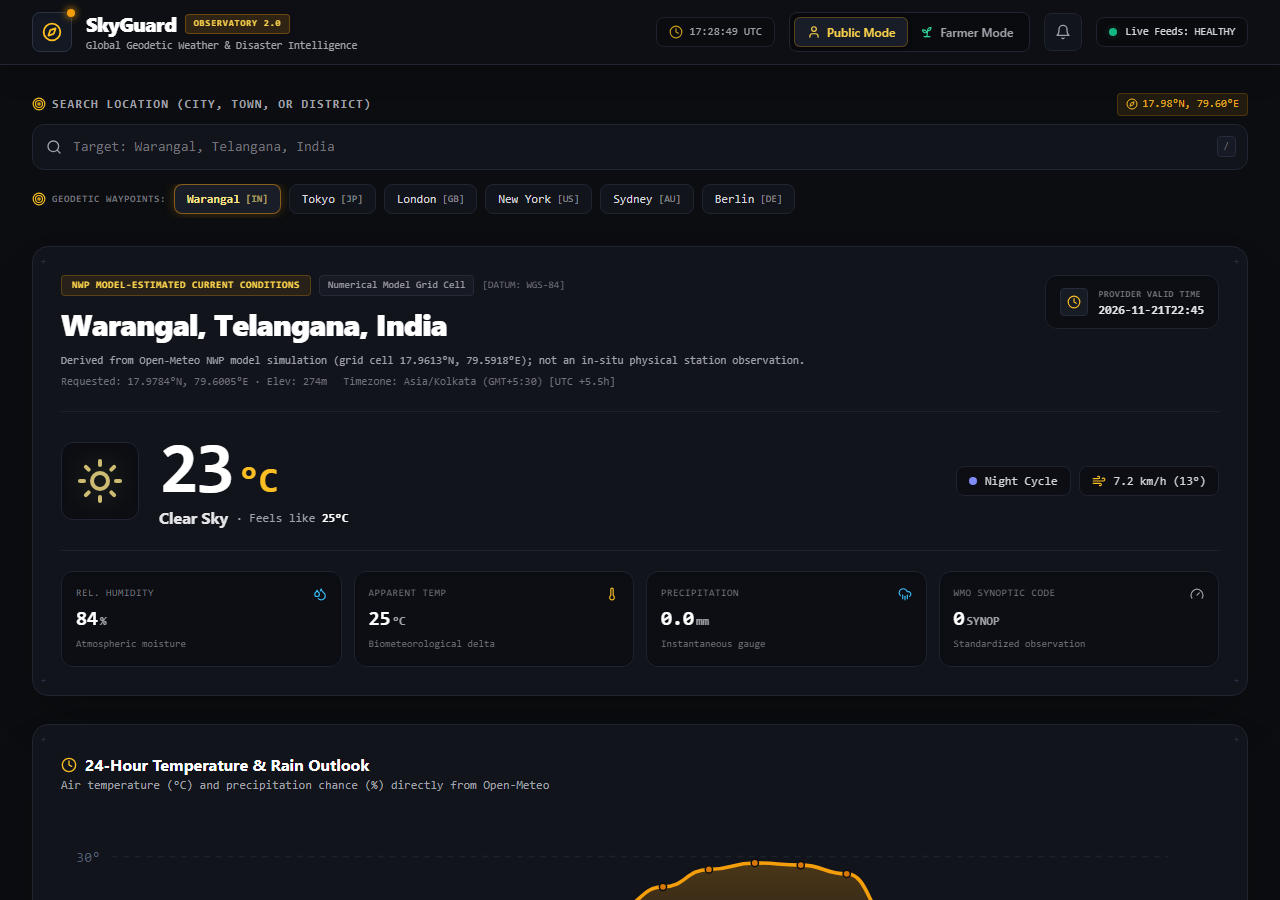 SkyGuard OBSERVATORY 2.0
Global Geodetic Weather & Disaster Intelligence
17:28:49 UTC
Public Mode
Farmer Mode
Live Feeds: HEALTHY
SEARCH LOCATION (CITY, TOWN, OR DISTRICT)
17.98°N, 79.60°E
Target: Warangal, Telangana, India
/
GEODETIC WAYPOINTS: Warangal [IN] Tokyo [JP] London [GB] New York [US] Sydney [AU] Berlin [DE]
NWP MODEL-ESTIMATED CURRENT CONDITIONS Numerical Model Grid Cell [DATUM: WGS-84]
PROVIDER VALID TIME
2026-11-21T22:45
Warangal, Telangana, India
Derived from Open-Meteo NWP model simulation (grid cell 17.9613°N, 79.5918°E); not an in-situ physical station observation.
Requested: 17.9784°N, 79.6005°E · Elev: 274m Timezone: Asia/Kolkata (GMT+5:30) [UTC +5.5h]
23 °C
Clear Sky · Feels like 25°C
Night Cycle
7.2 km/h (13°)
REL. HUMIDITY
84%
Atmospheric moisture
APPARENT TEMP
25°C
Biometeorological delta
PRECIPITATION
0.0mm
Instantaneous gauge
WMO SYNOPTIC CODE
0SYNOP
Standardized observation
24-Hour Temperature & Rain Outlook
Air temperature (°C) and precipitation chance (%) directly from Open-Meteo
30°